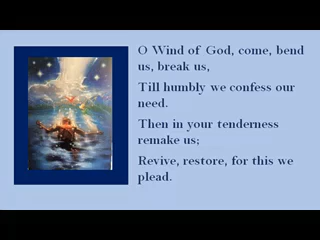 O Wind of God, come, bend
us, break us,
Till humbly we confess our
need.
Then in your tenderness
remake us;
Revive, restore, for this we
plead.